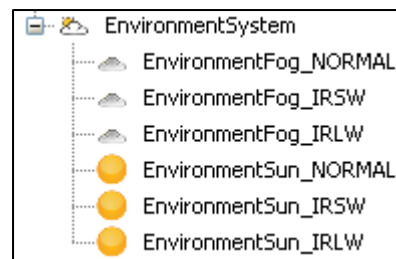 EnvironmentSystem
EnvironmentFog_NORMAL
EnvironmentFog_IRSW
EnvironmentFog_IRLW
EnvironmentSun_NORMAL
EnvironmentSun_IRSW
EnvironmentSun_IRLW